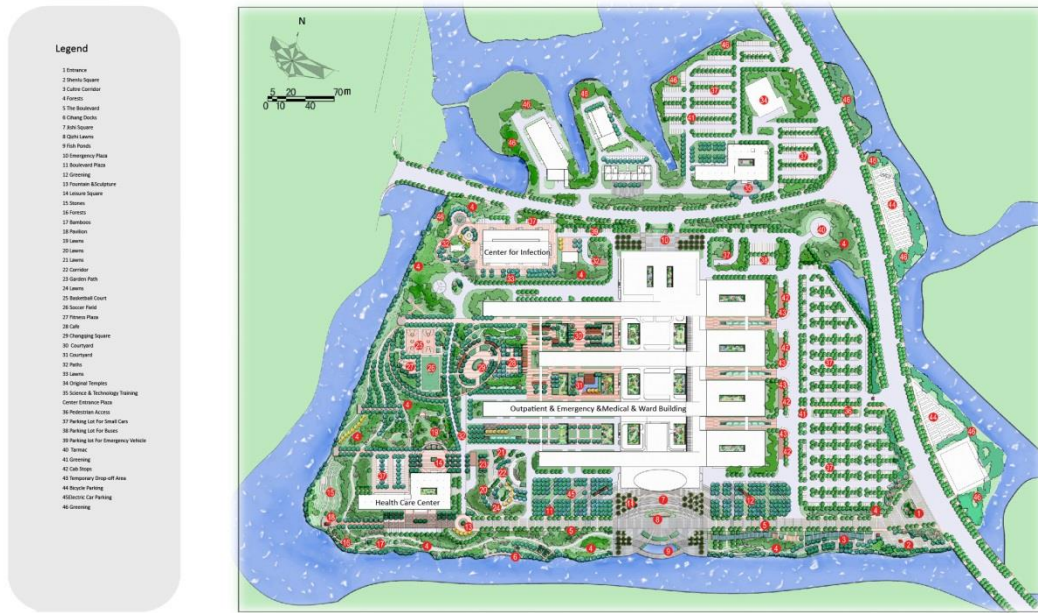 Legend
1 Entrance
2 Shenlu Square
3 Cultre Corridor
4 Forests
5 The Boulevard
6 Cihang Docks
7 Jishi Square
8 Qizhi Lawns
9 Fish Ponds
10 Emergency Plaza
11 Boulevard Plaza
12 Greening
13 Fountain &Sculpture
14 Leisure Square
15 Stones
16 Forests
17 Bamboos
18 Pavilion
19 Lawns
20 Lawns
21 Lawns
22 Corridor
23 Garden Path
24 Lawns
25 Basketball Court
26 Soccer Field
27 Fitness Plaza
28 Cafe
29 Changqing Square
30 Courtyard
31 Courtyard
32 Paths
33 Lawns
34 Original Temples
35 Science & Technology Training
Center Entrance Plaza
36 Pedestrian Access
37 Parking Lot For Small Cars
38 Parking Lot For Buses
39 Parking lot For Emergency Vehicle
40 Tarmac
41 Greening
42 Cab Stops
43 Temporary Drop-off Area
44 Bicycle Parking
45Electric Car Parking
46 Greening
N
5 20 70m
0 10 40
Center for Infection
Outpatient & Emergency &Medical & Ward Building
Health Care Center